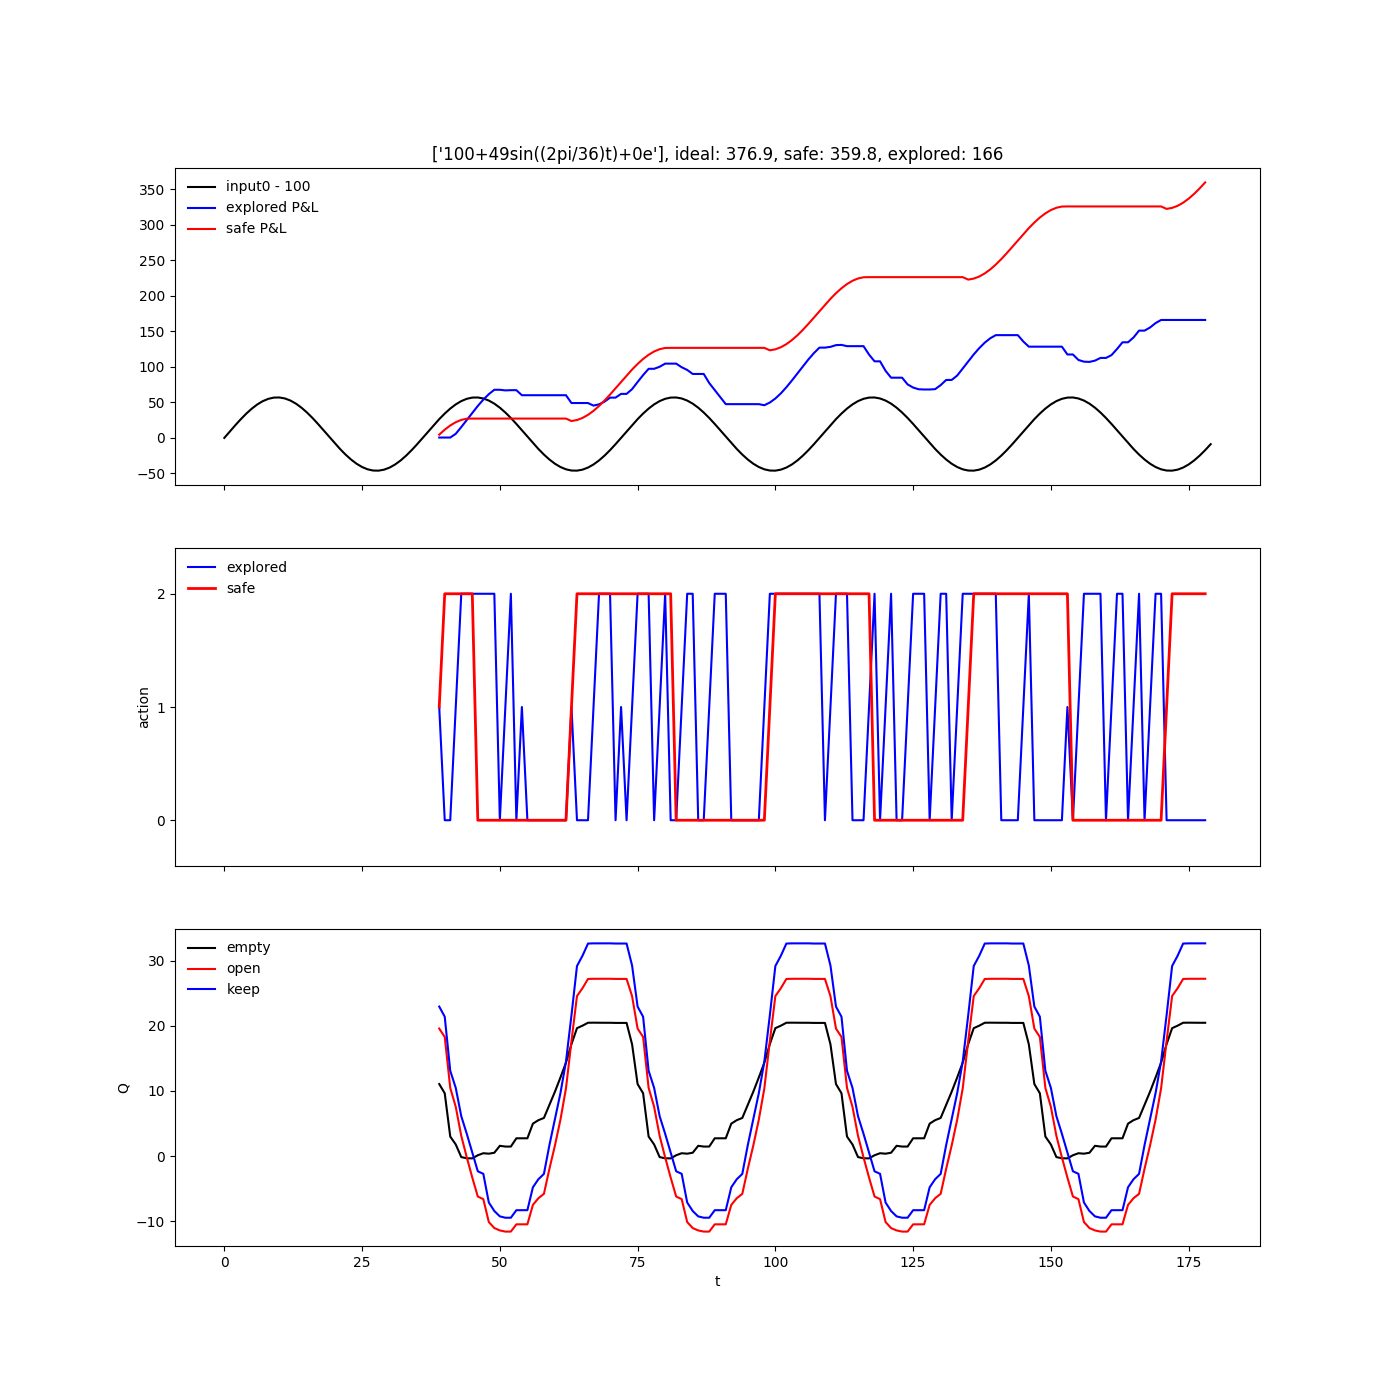 ['100+49sin((2pi/36)t)+0e'], ideal: 376.9, safe: 359.8, explored: 166
input0 - 100
explored P&L
safe P&L
350
300
250
200
150
100
50
0
−50
explored
safe
2
1
0
action
empty
open
keep
30
20
10
0
−10
Q
0 25 50 75 100 125 150 175
t